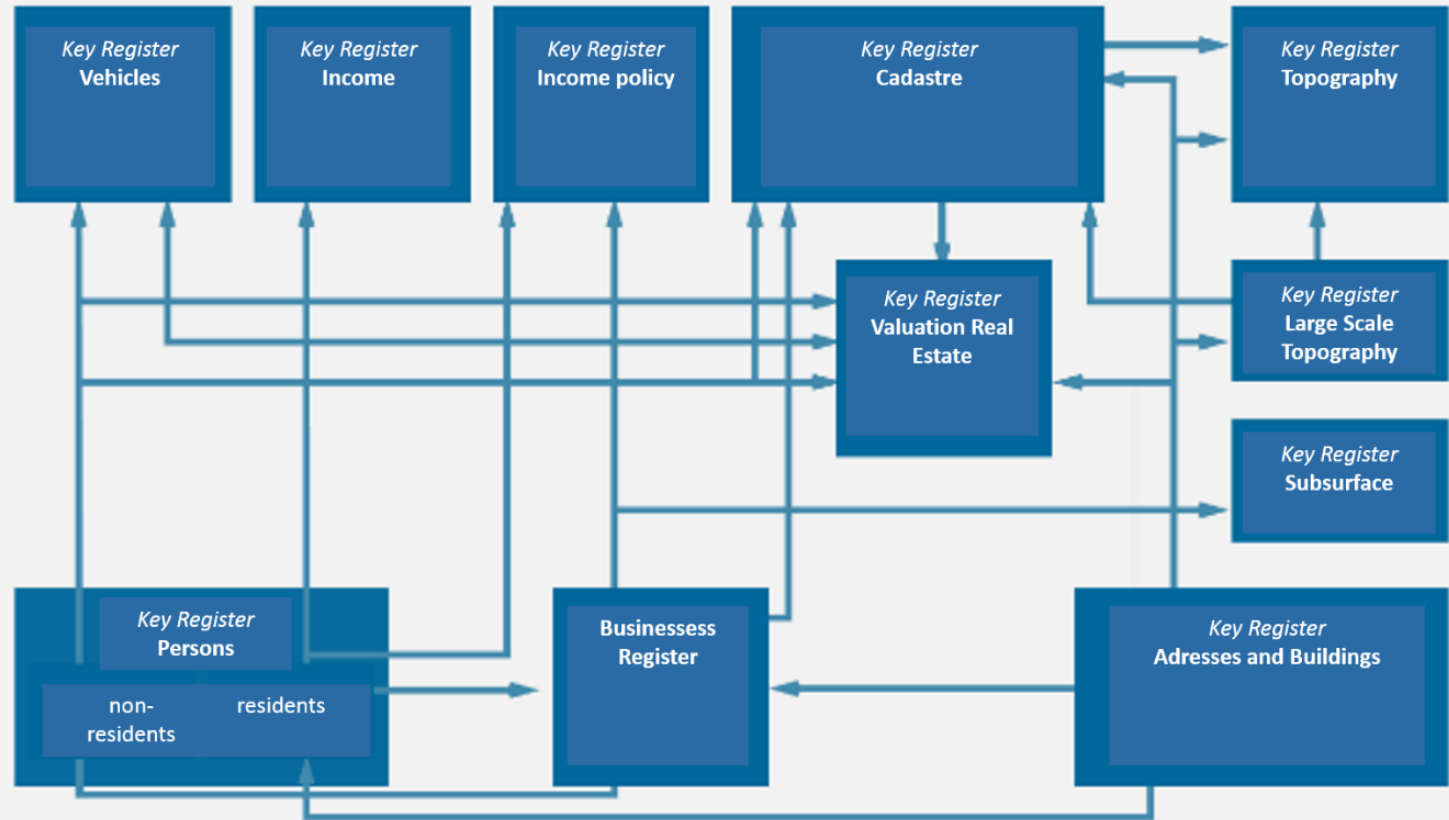 Key Register
Vehicles
Key Register
Income
Key Register
Income policy
Key Register
Cadastre
Key Register
Topography
Key Register
Valuation Real
Estate
Key Register
Large Scale
Topography
Key Register
Subsurface
Key Register
Persons
non-
residents
residents
Businessess
Register
Key Register
Adresses and Buildings